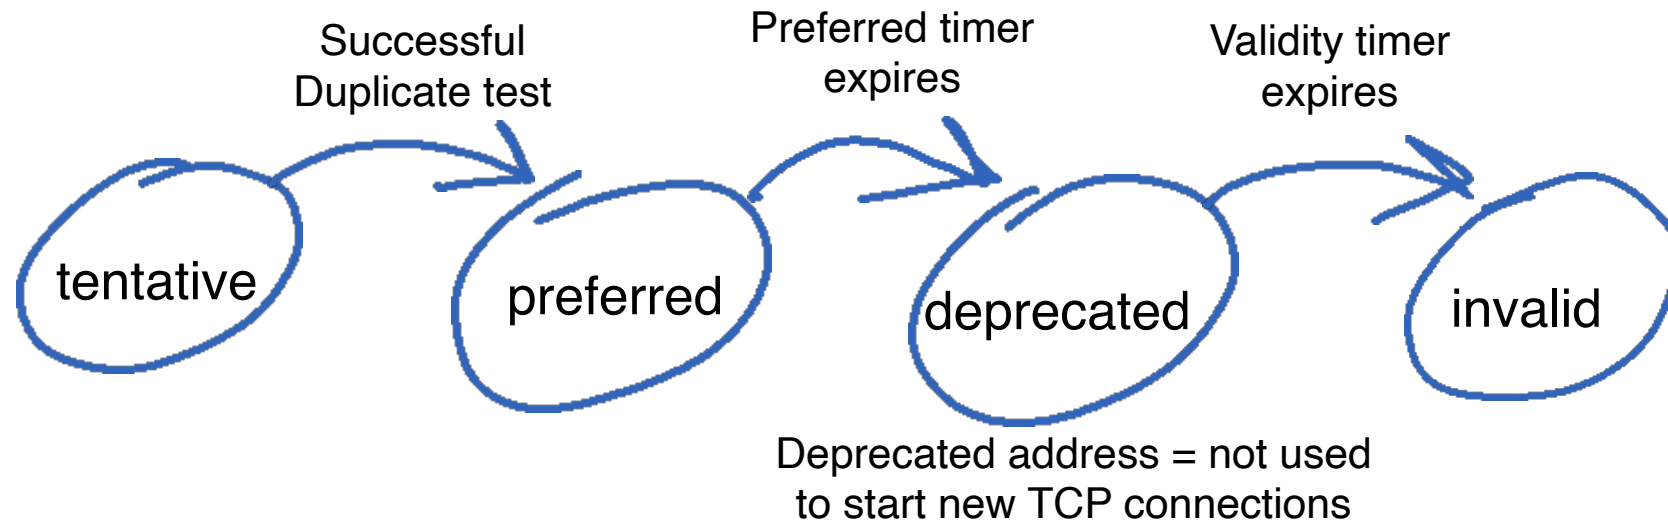 Successful
Duplicate test
Preferred timer
expires
Validity timer
expires
tentative
preferred
deprecated
invalid
Deprecated address = not used
to start new TCP connections